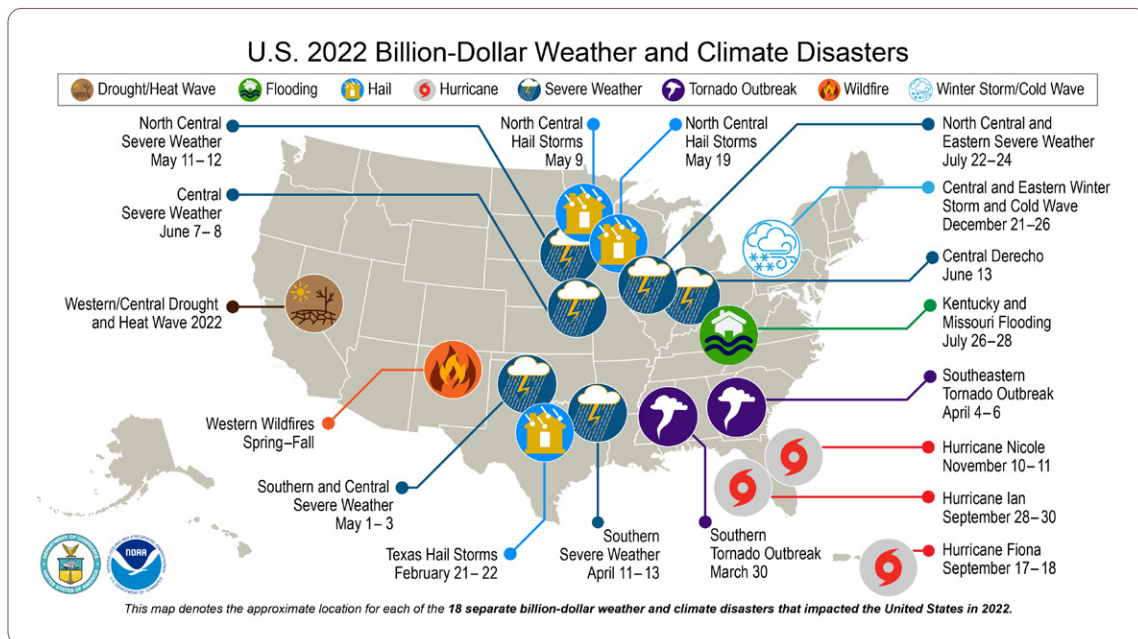 U.S. 2022 Billion-Dollar Weather and Climate Disasters
Drought/Heat Wave Flooding Hail Hurricane Severe Weather Tornado Outbreak Wildfire Winter Storm/Cold Wave
North Central
Severe Weather
May 11–12
North Central
Hail Storms
May 9
North Central
Hail Storms
May 19
North Central and
Eastern Severe Weather
July 22–24
Central
Severe Weather
June 7–8
Central and Eastern Winter
Storm and Cold Wave
December 21–26
Central Derecho
June 13
Western/Central Drought
and Heat Wave 2022
Kentucky and
Missouri Flooding
July 26–28
Southeastern
Tornado Outbreak
April 4–6
Western Wildfires
Spring–Fall
Hurricane Nicole
November 10–11
Southern and Central
Severe Weather
May 1–3
Hurricane Ian
September 28–30
Texas Hail Storms
February 21–22
Southern
Severe Weather
April 11–13
Southern
Tornado Outbreak
March 30
Hurricane Fiona
September 17–18
NOAA
This map denotes the approximate location for each of the 18 separate billion-dollar weather and climate disasters that impacted the United States in 2022.